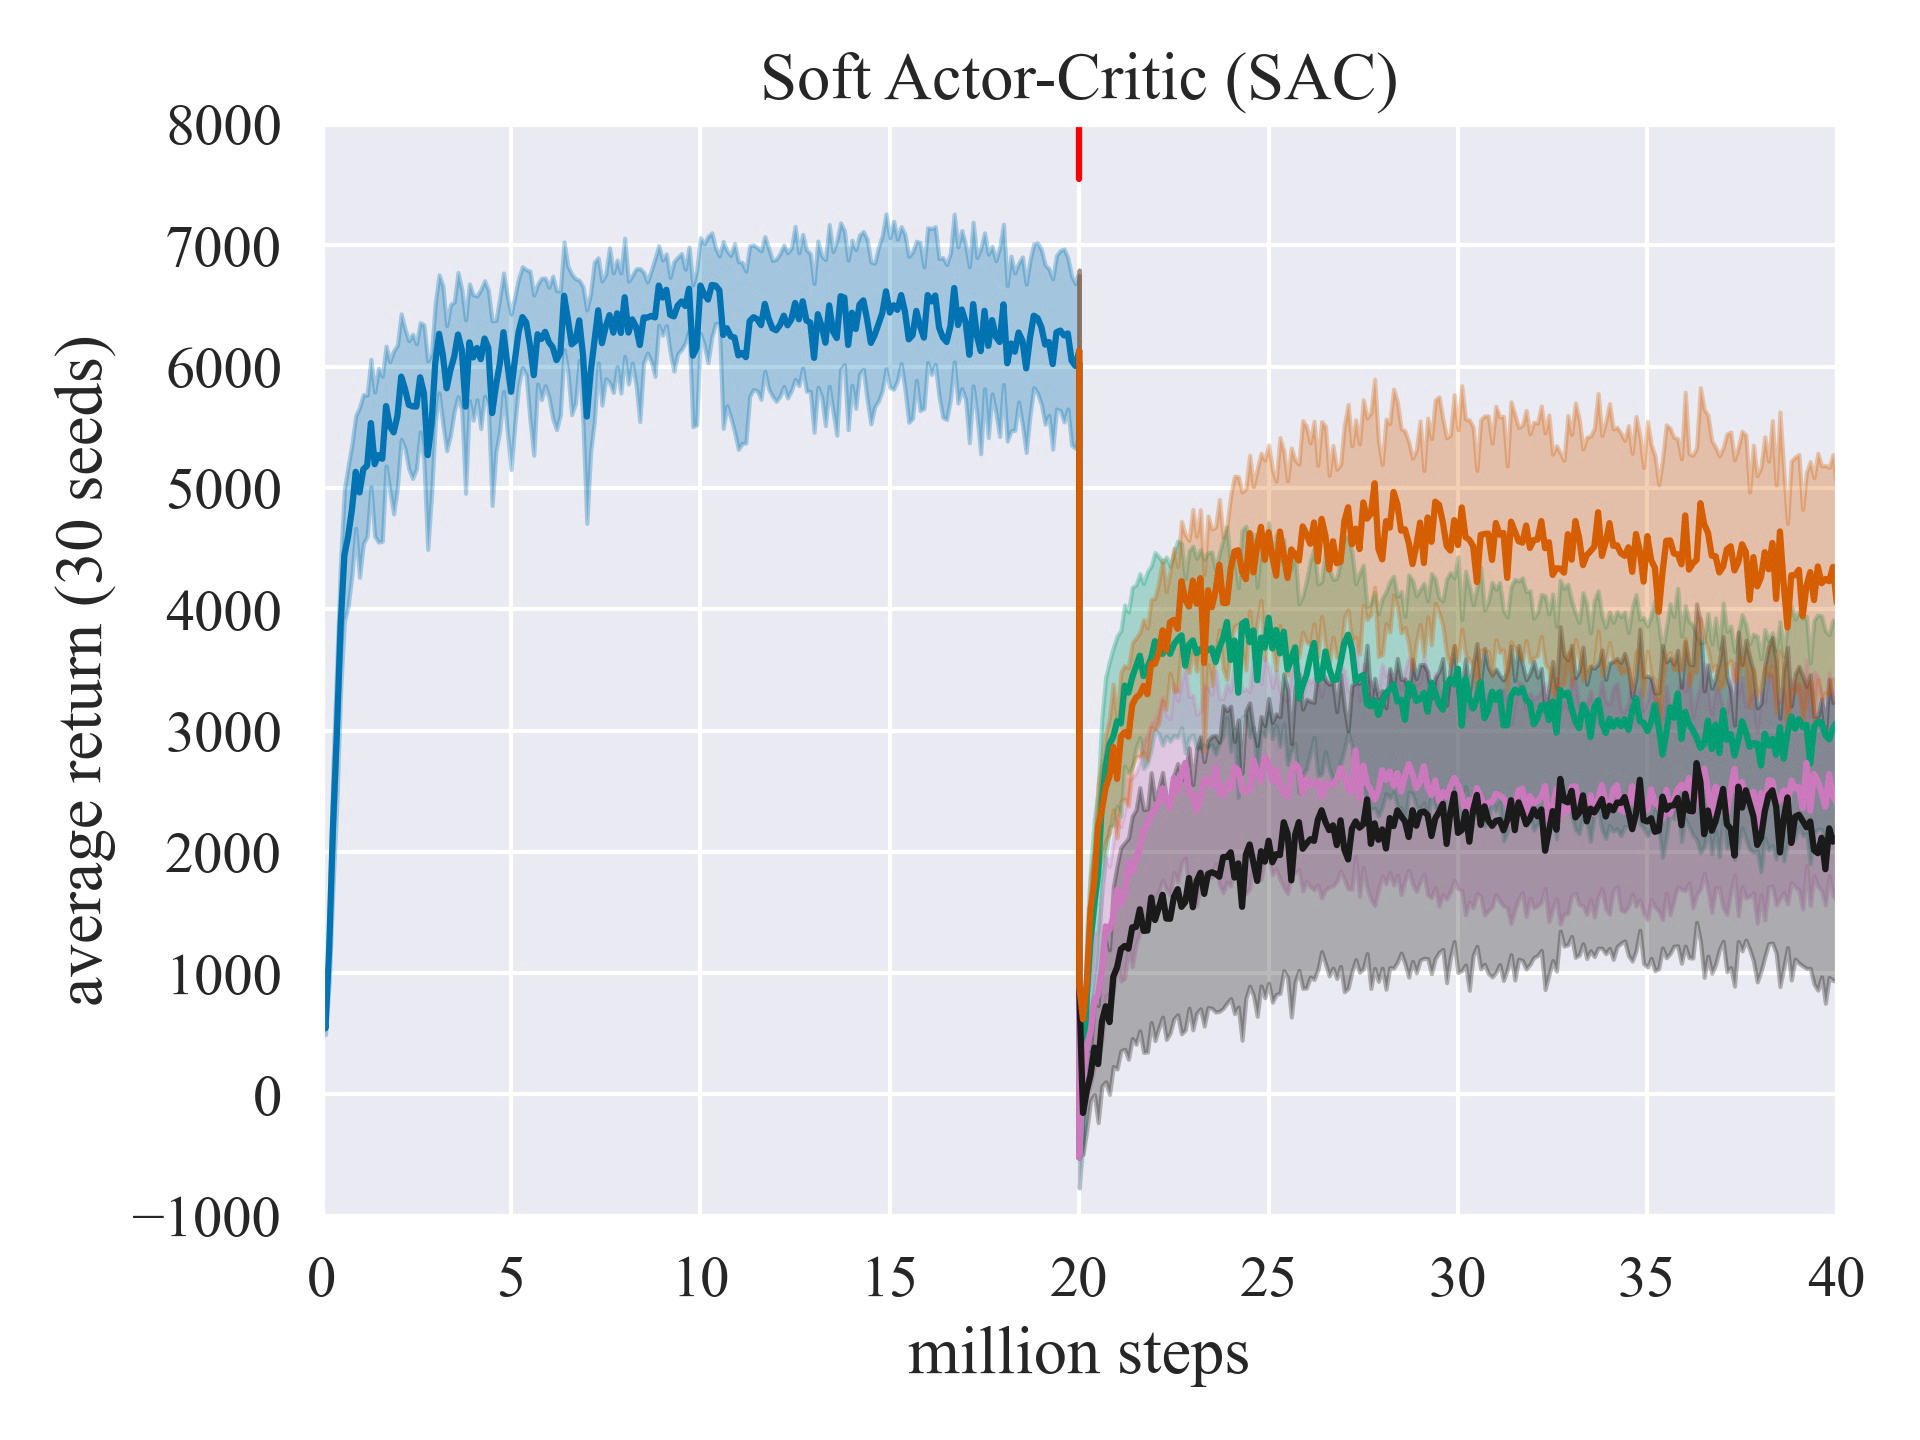 Soft Actor-Critic (SAC)
8000
7000
6000
5000
4000
3000
2000
1000
0
−1000
average return (30 seeds)
0 5 10 15 20 25 30 35 40
million steps